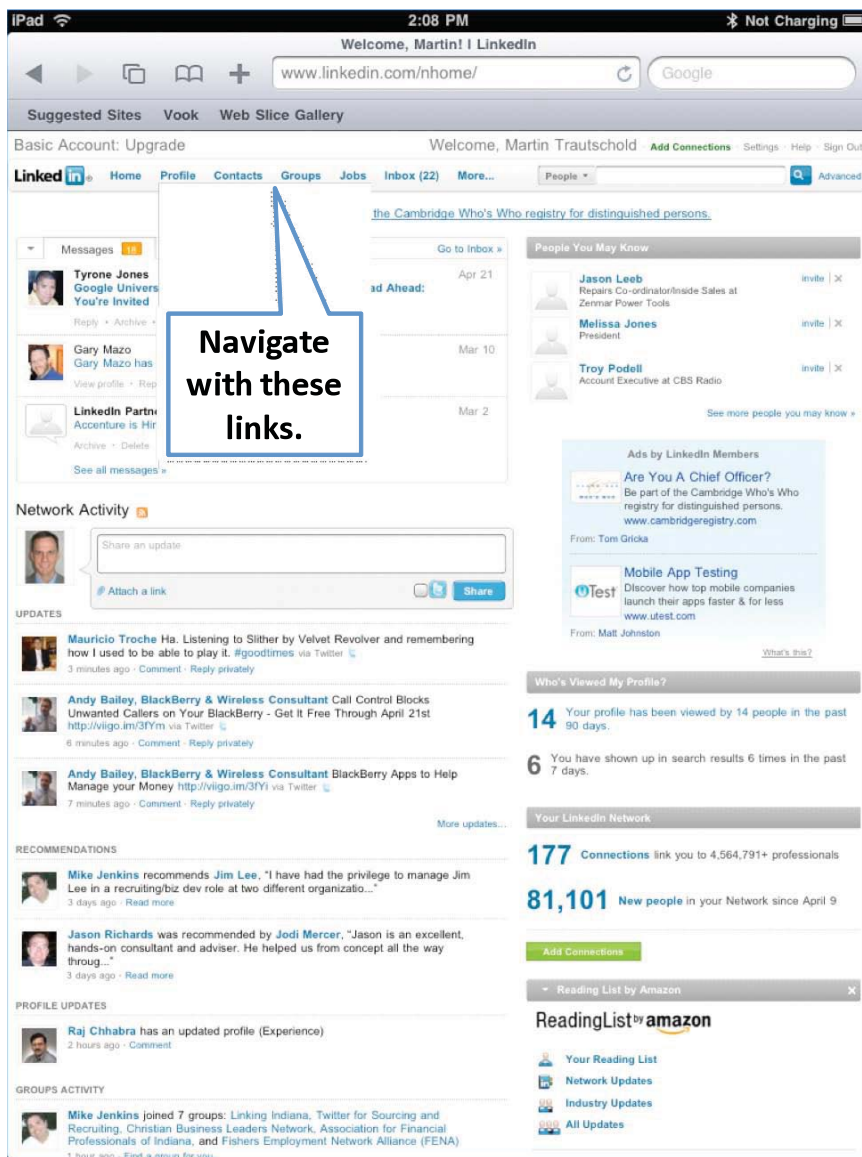 iPad 2:08 PM Not Charging
Welcome, Martin! | LinkedIn
www.linkedin.com/nhome/ Google
Suggested Sites Vook Web Slice Gallery
Basic Account: Upgrade Welcome, Martin Trautschold · Add Connections · Settings · Help · Sign Out
Linked in ® Home Profile Contacts Groups Jobs Inbox (22) More... People Advanced
the Cambridge Who's Who registry for distinguished persons.
Messages 18 Go to Inbox »
Tyrone Jones Apr 21
Google Univers ad Ahead:
You're Invited
Reply • Archive •
Gary Mazo Mar 10
Gary Mazo has
View profile • Rep
LinkedIn Partne Mar 2
Accenture is Hir
Archive • Delete
See all messages »
Navigate
with these
links.
Network Activity
Share an update
Attach a link Share
UPDATES
Mauricio Troche Ha. Listening to Slither by Velvet Revolver and remembering
how I used to be able to play it. #goodtimes via Twitter
3 minutes ago · Comment · Reply privately
Andy Bailey, BlackBerry & Wireless Consultant Call Control Blocks
Unwanted Callers on Your BlackBerry - Get It Free Through April 21st
http://viigo.im/3fYm via Twitter
6 minutes ago · Comment · Reply privately
Andy Bailey, BlackBerry & Wireless Consultant BlackBerry Apps to Help
Manage your Money http://viigo.im/3fYi via Twitter
7 minutes ago · Comment · Reply privately
More updates...
RECOMMENDATIONS
Mike Jenkins recommends Jim Lee, "I have had the privilege to manage Jim
Lee in a recruiting/biz dev role at two different organizatio..."
3 days ago · Read more
Jason Richards was recommended by Jodi Mercer, "Jason is an excellent,
hands-on consultant and adviser. He helped us from concept all the way
throug..."
3 days ago · Read more
PROFILE UPDATES
Raj Chhabra has an updated profile (Experience)
2 hours ago · Comment
GROUPS ACTIVITY
Mike Jenkins joined 7 groups: Linking Indiana, Twitter for Sourcing and
Recruiting, Christian Business Leaders Network, Association for Financial
Professionals of Indiana, and Fishers Employment Network Alliance (FENA)
1 hour ago · Find a group for you
People You May Know
Jason Leeb invite
Repairs Co-ordinator/Inside Sales at
Zenmar Power Tools
Melissa Jones invite
President
Troy Podell invite
Account Executive at CBS Radio
See more people you may know »
Ads by LinkedIn Members
Are You A Chief Officer?
Be part of the Cambridge Who's Who
registry for distinguished persons.
www.cambridgeregistry.com
From: Tom Gricka
Mobile App Testing
uTest DIscover how top mobile companies
launch their apps faster & for less
www.utest.com
From: Matt Johnston
What's this?
Who's Viewed My Profile?
14 Your profile has been viewed by 14 people in the past
90 days.
6 You have shown up in search results 6 times in the past
7 days.
Your LinkedIn Network
177 Connections link you to 4,564,791+ professionals
81,101 New people in your Network since April 9
Add Connections
Reading List by Amazon
ReadingList by amazon
Your Reading List
Network Updates
Industry Updates
All Updates